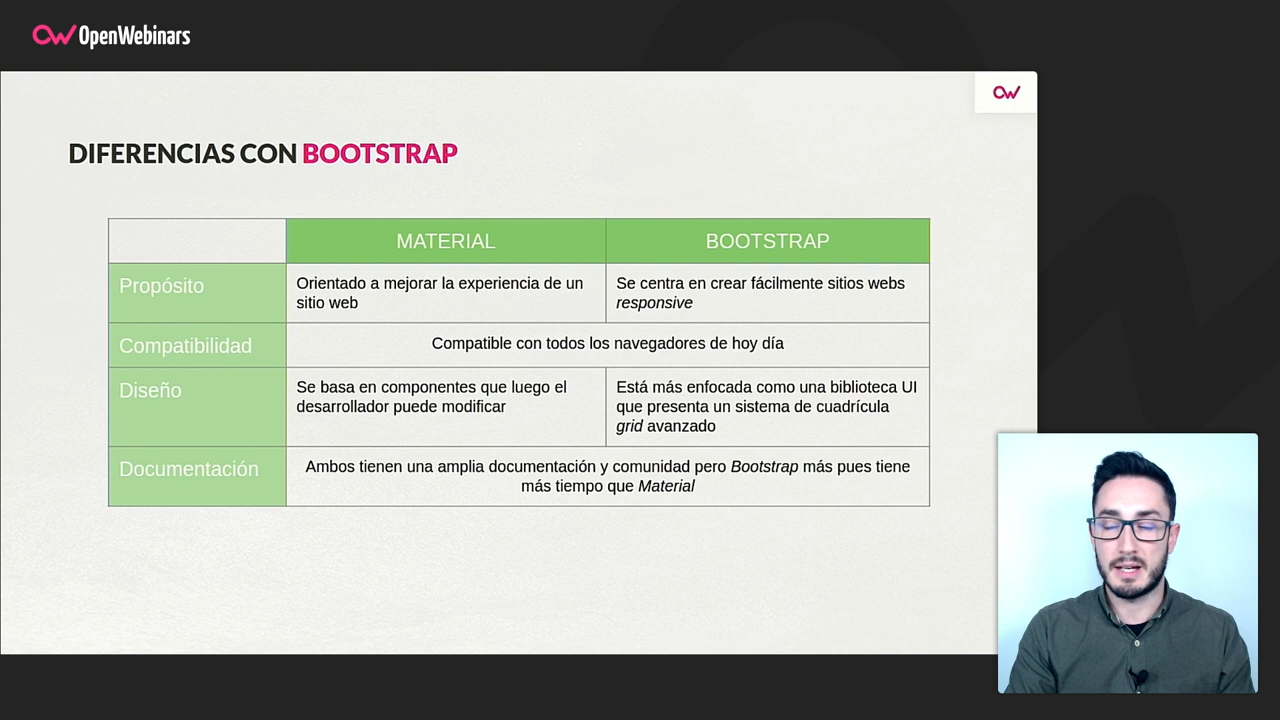 OpenWebinars
DIFERENCIAS CON BOOTSTRAP
MATERIAL
BOOTSTRAP
Propósito
Orientado a mejorar la experiencia de un
sitio web
Se centra en crear fácilmente sitios webs
responsive
Compatibilidad
Compatible con todos los navegadores de hoy día
Diseño
Se basa en componentes que luego el
desarrollador puede modificar
Está más enfocada como una biblioteca UI
que presenta un sistema de cuadrícula
grid avanzado
Documentación
Ambos tienen una amplia documentación y comunidad pero Bootstrap más pues tiene
más tiempo que Material